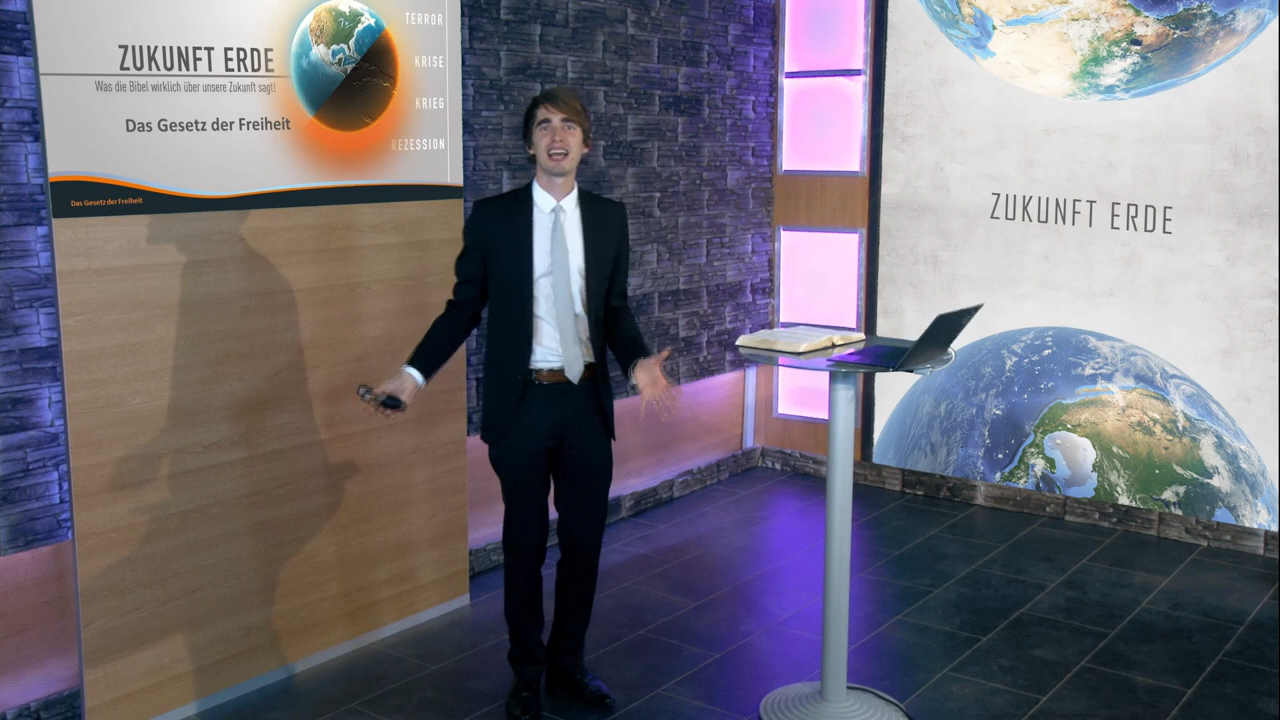 ZUKUNFT ERDE
Was die Bibel wirklich über unsere Zukunft sagt!
Das Gesetz der Freiheit
TERROR
KRISE
KRIEG
REZESSION
Das Gesetz der Freiheit
ZUKUNFT ERDE